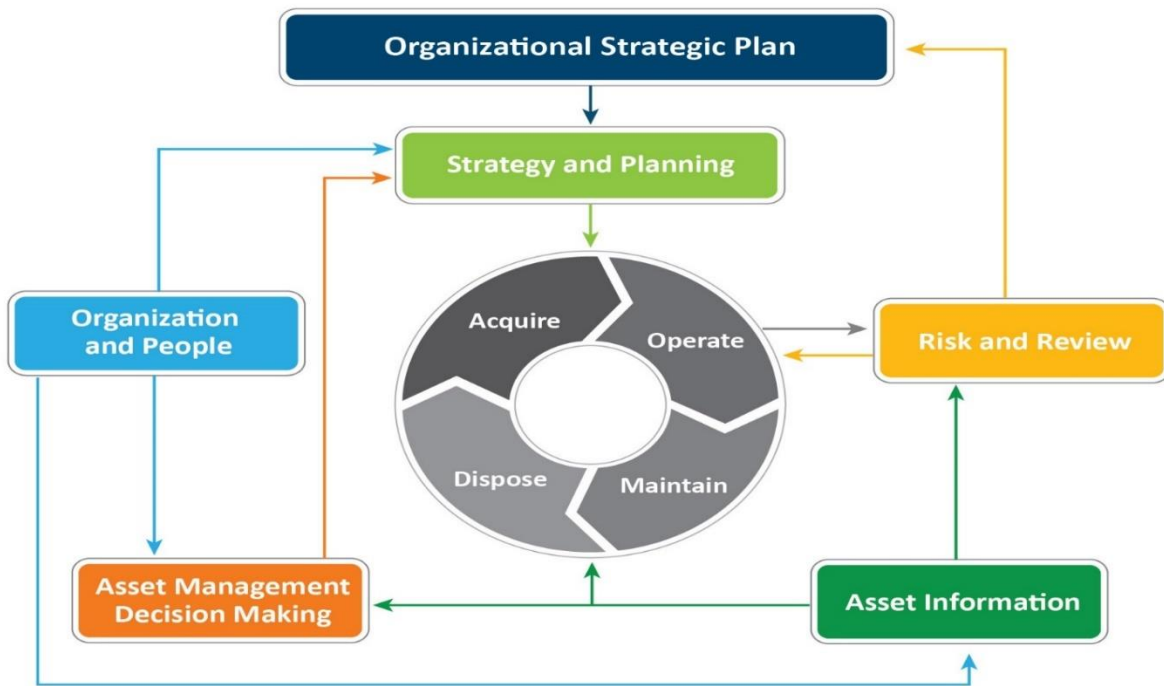 Organizational Strategic Plan
Strategy and Planning
Acquire
Operate
Organization
and People
Risk and Review
Dispose
Maintain
Asset Management
Decision Making
Asset Information